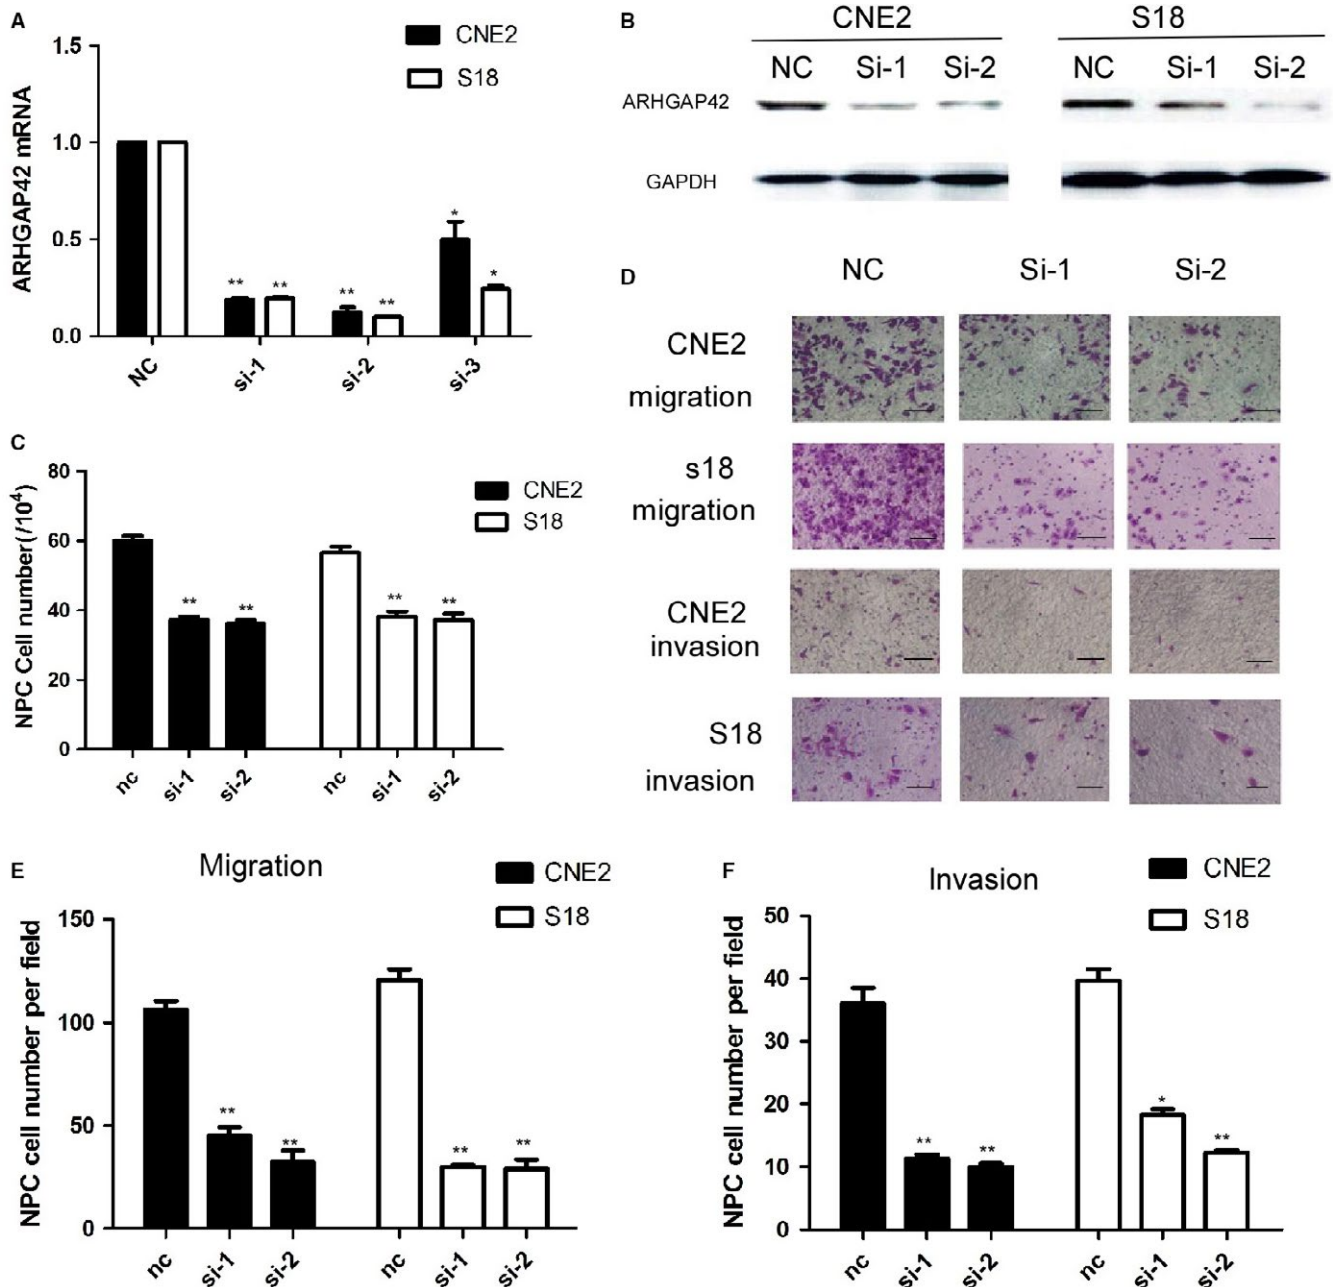 A
CNE2
S18
ARHGAP42 mRNA
1.5
1.0
0.5
0.0
** **
** **
*
*
NC
si-1
si-2
si-3
B
CNE2
S18
NC Si-1 Si-2
NC Si-1 Si-2
ARHGAP42
GAPDH
C
CNE2
S18
NPC Cell number(/10⁴)
80
60
40
20
0
** **
** **
nc
si-1
si-2
nc
si-1
si-2
D
NC Si-1 Si-2
CNE2
migration
s18
migration
CNE2
invasion
S18
invasion
E
Migration
CNE2
S18
NPC cell number per field
150
100
50
0
**
**
**
**
nc
si-1
si-2
nc
si-1
si-2
F
Invasion
CNE2
S18
NPC cell number per field
50
40
30
20
10
0
**
**
*
**
nc
si-1
si-2
nc
si-1
si-2